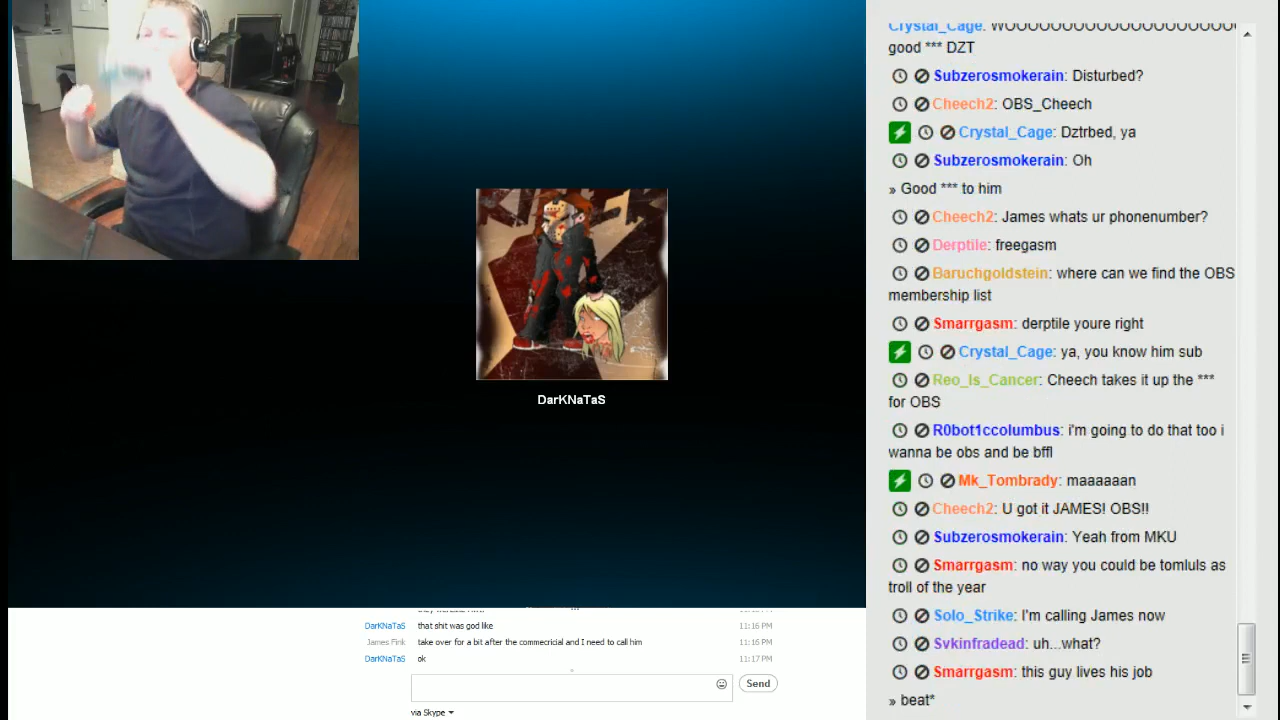 Crystal_Cage: WOOOOOOOOOOOOOOOOOOOOOO
good *** DZT
Subzerosmokerain: Disturbed?
Cheech2: OBS_Cheech
Crystal_Cage: Dztrbed, ya
Subzerosmokerain: Oh
» Good *** to him
Cheech2: James whats ur phonenumber?
Derptile: freegasm
Baruchgoldstein: where can we find the OBS
membership list
Smarrgasm: derptile youre right
Crystal_Cage: ya, you know him sub
Reo_Is_Cancer: Cheech takes it up the ***
for OBS
R0bot1ccolumbus: i'm going to do that too i
wanna be obs and be bffl
Mk_Tombrady: maaaaaan
Cheech2: U got it JAMES! OBS!!
Subzerosmokerain: Yeah from MKU
Smarrgasm: no way you could be tomluls as
troll of the year
Solo_Strike: I'm calling James now
Svkinfradead: uh...what?
Smarrgasm: this guy lives his job
» beat*
DarKNaTaS
DarKNaTaS that shit was god like 11:16 PM
James Fink take over for a bit after the commecricial and I need to call him 11:16 PM
DarKNaTaS ok 11:17 PM
Send
via Skype